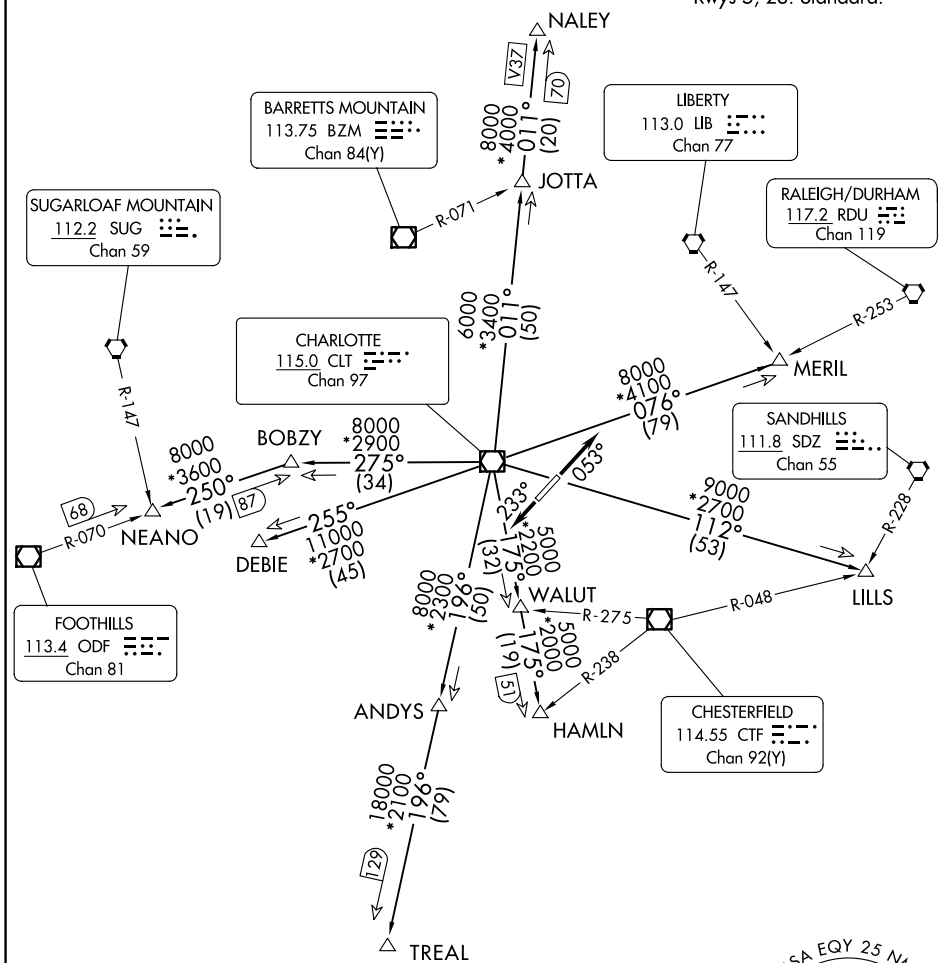 Rwys 5, 23: Standard.
NALEY
V37
70
8000
*4000
011°
(20)
BARRETTS MOUNTAIN
113.75 BZM
Chan 84(Y)
LIBERTY
113.0 LIB
Chan 77
JOTTA
R-071
SUGARLOAF MOUNTAIN
112.2 SUG
Chan 59
RALEIGH/DURHAM
117.2 RDU
Chan 119
R-147
R-253
6000
*3400
011°
(50)
CHARLOTTE
115.0 CLT
Chan 97
MERIL
8000
*4100
076°
(79)
R-147
BOBZY
8000
*2900
275°
(34)
8000
*3600
250°
(19)
87
SANDHILLS
111.8 SDZ
Chan 55
053°
233°
R-228
68
R-070
NEANO
255°
11000
*2700
(45)
DEBIE
9000
*2700
112°
(53)
5000
*2200
175°
(32)
8000
*2300
196°
(50)
WALUT
R-275
R-048
LILLS
FOOTHILLS
113.4 ODF
Chan 81
5000
*2000
175°
(19)
51
R-238
ANDYS
HAMLN
CHESTERFIELD
114.55 CTF
Chan 92(Y)
18000
*2100
196°
(79)
129
TREAL
EQY 25